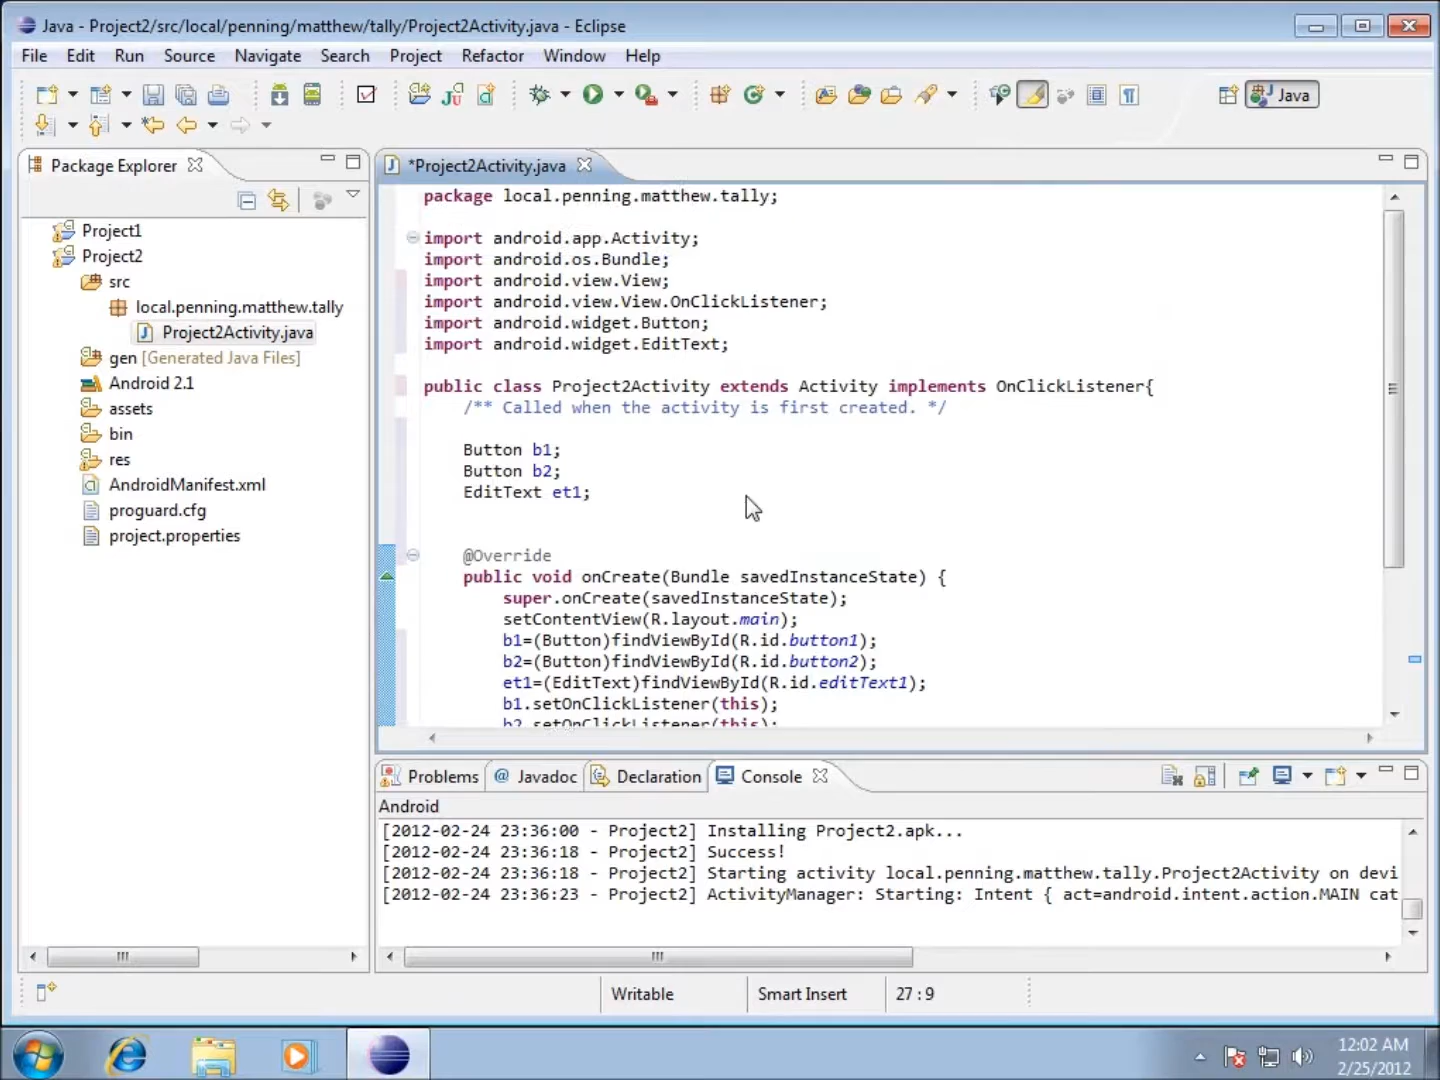 Java - Project2/src/local/penning/matthew/tally/Project2Activity.java - Eclipse
File Edit Run Source Navigate Search Project Refactor Window Help
Java
Package Explorer
Project1
Project2
src
local.penning.matthew.tally
Project2Activity.java
gen [Generated Java Files]
Android 2.1
assets
bin
res
AndroidManifest.xml
proguard.cfg
project.properties
*Project2Activity.java
package local.penning.matthew.tally;
import android.app.Activity;
import android.os.Bundle;
import android.view.View;
import android.view.View.OnClickListener;
import android.widget.Button;
import android.widget.EditText;
public class Project2Activity extends Activity implements OnClickListener{
/** Called when the activity is first created. */
Button b1;
Button b2;
EditText et1;
@Override
public void onCreate(Bundle savedInstanceState) {
super.onCreate(savedInstanceState);
setContentView(R.layout.main);
b1=(Button)findViewById(R.id.button1);
b2=(Button)findViewById(R.id.button2);
et1=(EditText)findViewById(R.id.editText1);
b1.setOnClickListener(this);
b2.setOnClickListener(this);
Problems @ Javadoc Declaration Console
Android
[2012-02-24 23:36:00 - Project2] Installing Project2.apk...
[2012-02-24 23:36:18 - Project2] Success!
[2012-02-24 23:36:18 - Project2] Starting activity local.penning.matthew.tally.Project2Activity on devi
[2012-02-24 23:36:23 - Project2] ActivityManager: Starting: Intent { act=android.intent.action.MAIN cat
Writable Smart Insert 27 : 9
12:02 AM
2/25/2012